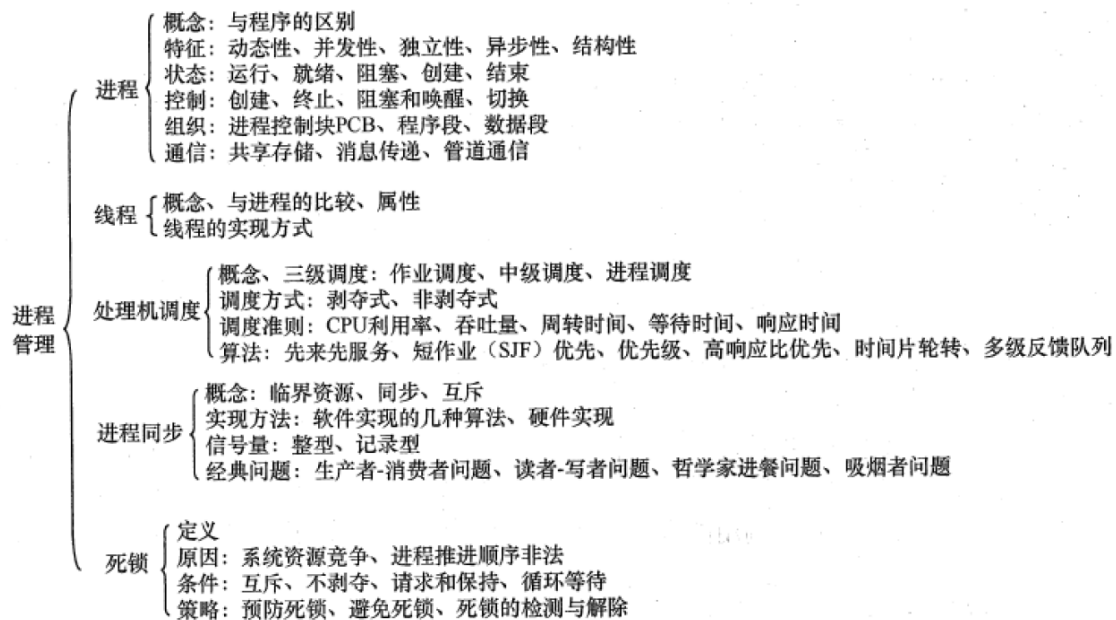 进程管理
进程
概念：与程序的区别
特征：动态性、并发性、独立性、异步性、结构性
状态：运行、就绪、阻塞、创建、结束
控制：创建、终止、阻塞和唤醒、切换
组织：进程控制块PCB、程序段、数据段
通信：共享存储、消息传递、管道通信
线程
概念、与进程的比较、属性
线程的实现方式
处理机调度
概念、三级调度：作业调度、中级调度、进程调度
调度方式：剥夺式、非剥夺式
调度准则：CPU利用率、吞吐量、周转时间、等待时间、响应时间
算法：先来先服务、短作业（SJF）优先、优先级、高响应比优先、时间片轮转、多级反馈队列
进程同步
概念：临界资源、同步、互斥
实现方法：软件实现的几种算法、硬件实现
信号量：整型、记录型
经典问题：生产者-消费者问题、读者-写者问题、哲学家进餐问题、吸烟者问题
死锁
定义
原因：系统资源竞争、进程推进顺序非法
条件：互斥、不剥夺、请求和保持、循环等待
策略：预防死锁、避免死锁、死锁的检测与解除